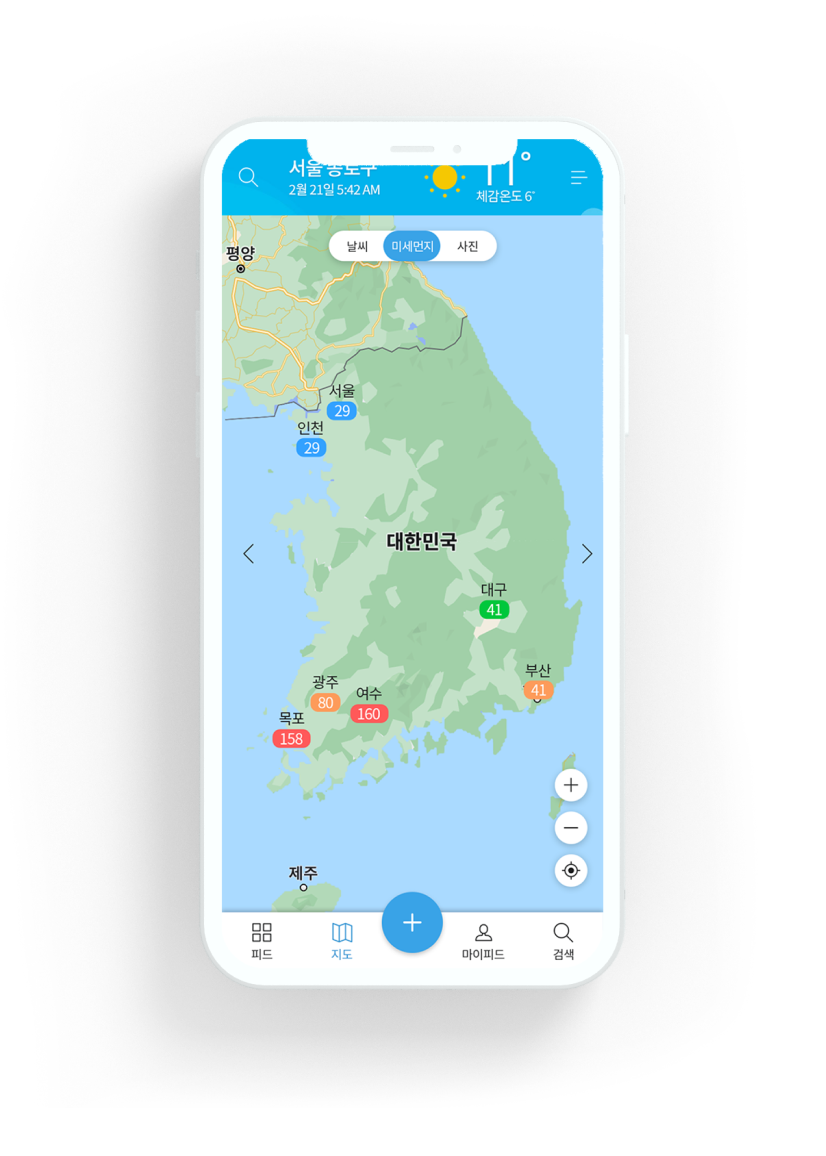 서울 종로구
11°
2월 21일 5:42 AM
체감온도 6°
날씨 미세먼지 사진
평양
서울
29
인천
29
대한민국
대구
41
부산
41
광주
80
여수
160
목포
158
제주
피드 지도 마이피드 검색